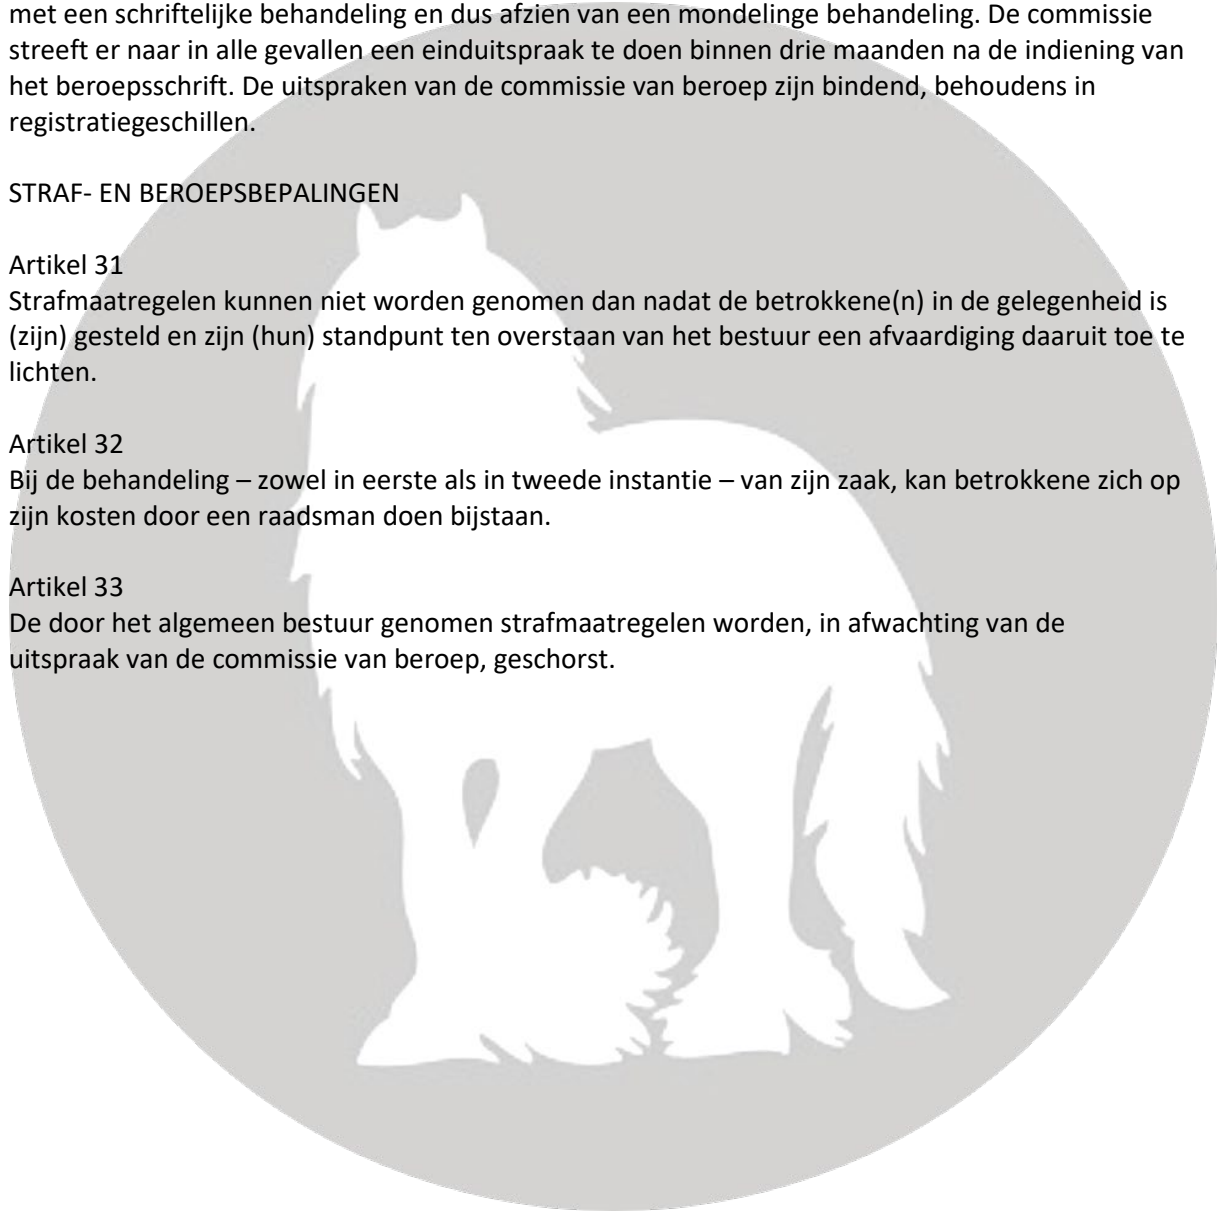 met een schriftelijke behandeling en dus afzien van een mondelinge behandeling. De commissie
streeft er naar in alle gevallen een einduitspraak te doen binnen drie maanden na de indiening van
het beroepsschrift. De uitspraken van de commissie van beroep zijn bindend, behoudens in
registratiegeschillen.
STRAF- EN BEROEPSBEPALINGEN
Artikel 31
Strafmaatregelen kunnen niet worden genomen dan nadat de betrokkene(n) in de gelegenheid is
(zijn) gesteld en zijn (hun) standpunt ten overstaan van het bestuur een afvaardiging daaruit toe te
lichten.
Artikel 32
Bij de behandeling – zowel in eerste als in tweede instantie – van zijn zaak, kan betrokkene zich op
zijn kosten door een raadsman doen bijstaan.
Artikel 33
De door het algemeen bestuur genomen strafmaatregelen worden, in afwachting van de
uitspraak van de commissie van beroep, geschorst.